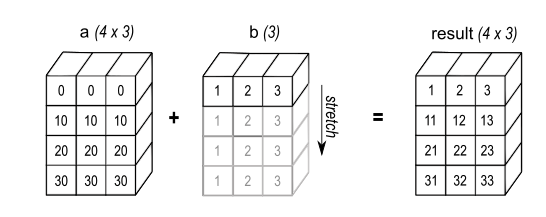 a (4 x 3) b (3) result (4 x 3)
0 0 0 1 2 3 1 2 3
10 10 10 + 1 2 3 stretch = 11 12 13
20 20 20 1 2 3 21 22 23
30 30 30 1 2 3 31 32 33